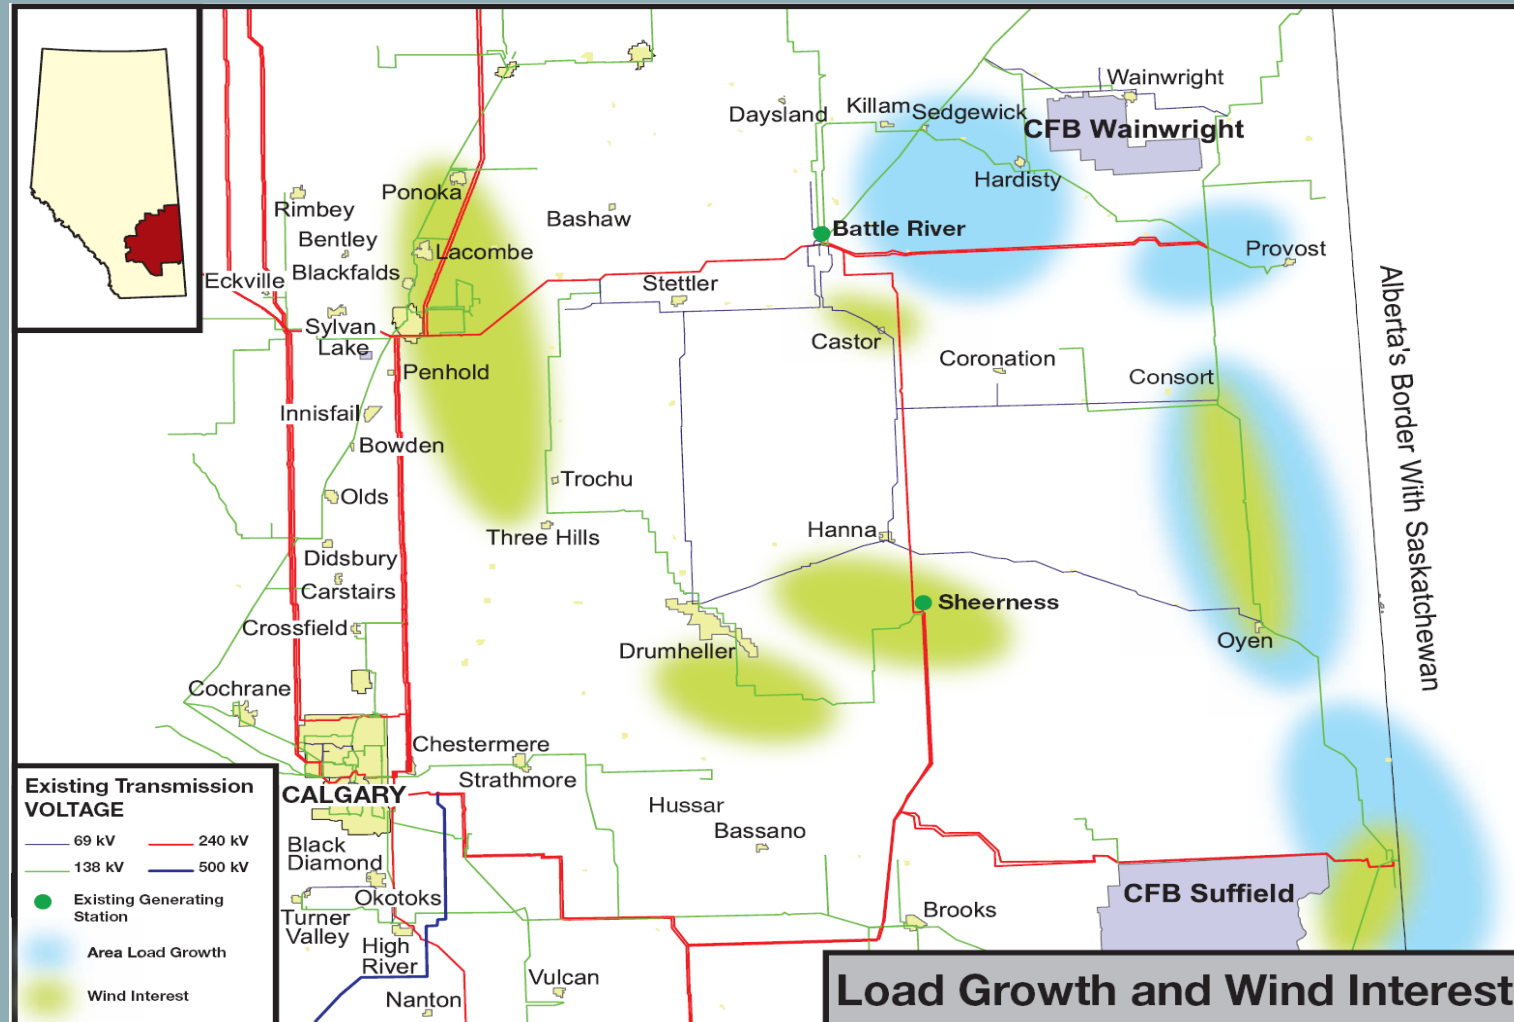 Wainwright
Daysland
Killam
Sedgewick
CFB Wainwright
Hardisty
Ponoka
Rimbey
Bashaw
Battle River
Bentley
Lacombe
Provost
Blackfalds
Eckville
Stettler
Sylvan
Lake
Castor
Coronation
Penhold
Consort
Innisfail
Bowden
Alberta's Border With Saskatchewan
Trochu
Olds
Three Hills
Hanna
Didsbury
Carstairs
Sheerness
Crossfield
Drumheller
Oyen
Cochrane
Chestermere
Strathmore
CALGARY
Hussar
Bassano
Black
Diamond
Okotoks
CFB Suffield
Brooks
Turner
Valley
High
River
Vulcan
Nanton
Existing Transmission
VOLTAGE
69 kV
240 kV
138 kV
500 kV
Existing Generating
Station
Area Load Growth
Wind Interest
Load Growth and Wind Interest